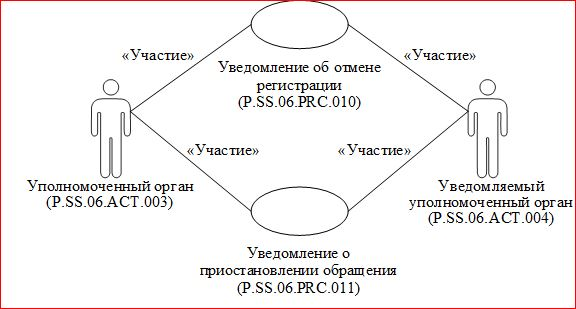 «Участие»
«Участие»
Уведомление об отмене
регистрации
(P.SS.06.PRC.010)
«Участие»
«Участие»
Уполномоченный орган
(P.SS.06.ACT.003)
Уведомляемый
уполномоченный орган
(P.SS.06.ACT.004)
Уведомление о
приостановлении обращения
(P.SS.06.PRC.011)